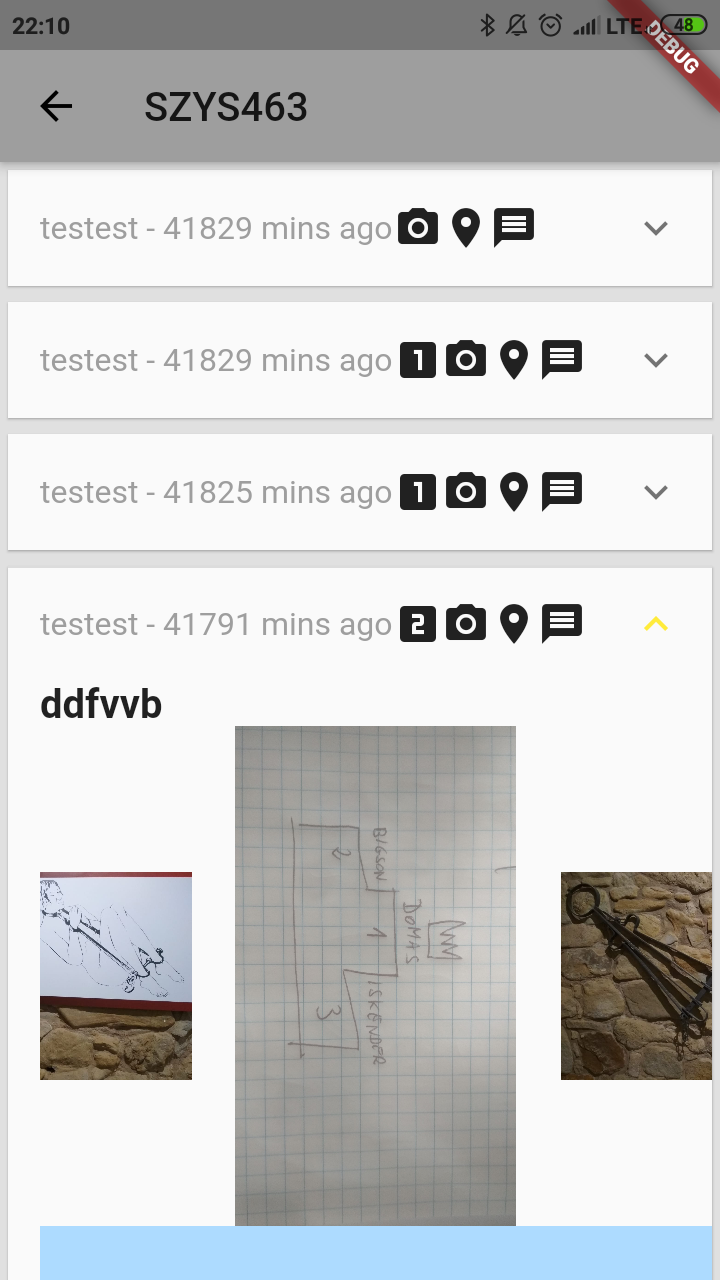 22:10 LTE 48
DEBUG
SZYS463
testest - 41829 mins ago
testest - 41829 mins ago 1
testest - 41825 mins ago 1
testest - 41791 mins ago 2
ddfvvb
DOMAS
1
2
ISKENDER
3